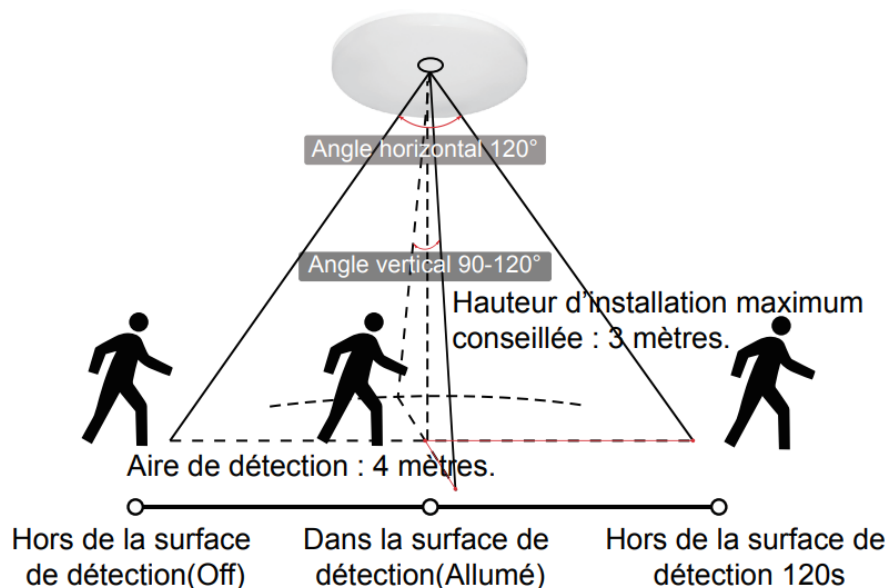 Angle horizontal 120°
Angle vertical 90-120°
Hauteur d'installation maximum
conseillée : 3 mètres.
Aire de détection : 4 mètres.
Hors de la surface
de détection(Off)
Dans la surface de
détection(Allumé)
Hors de la surface de
détection 120s